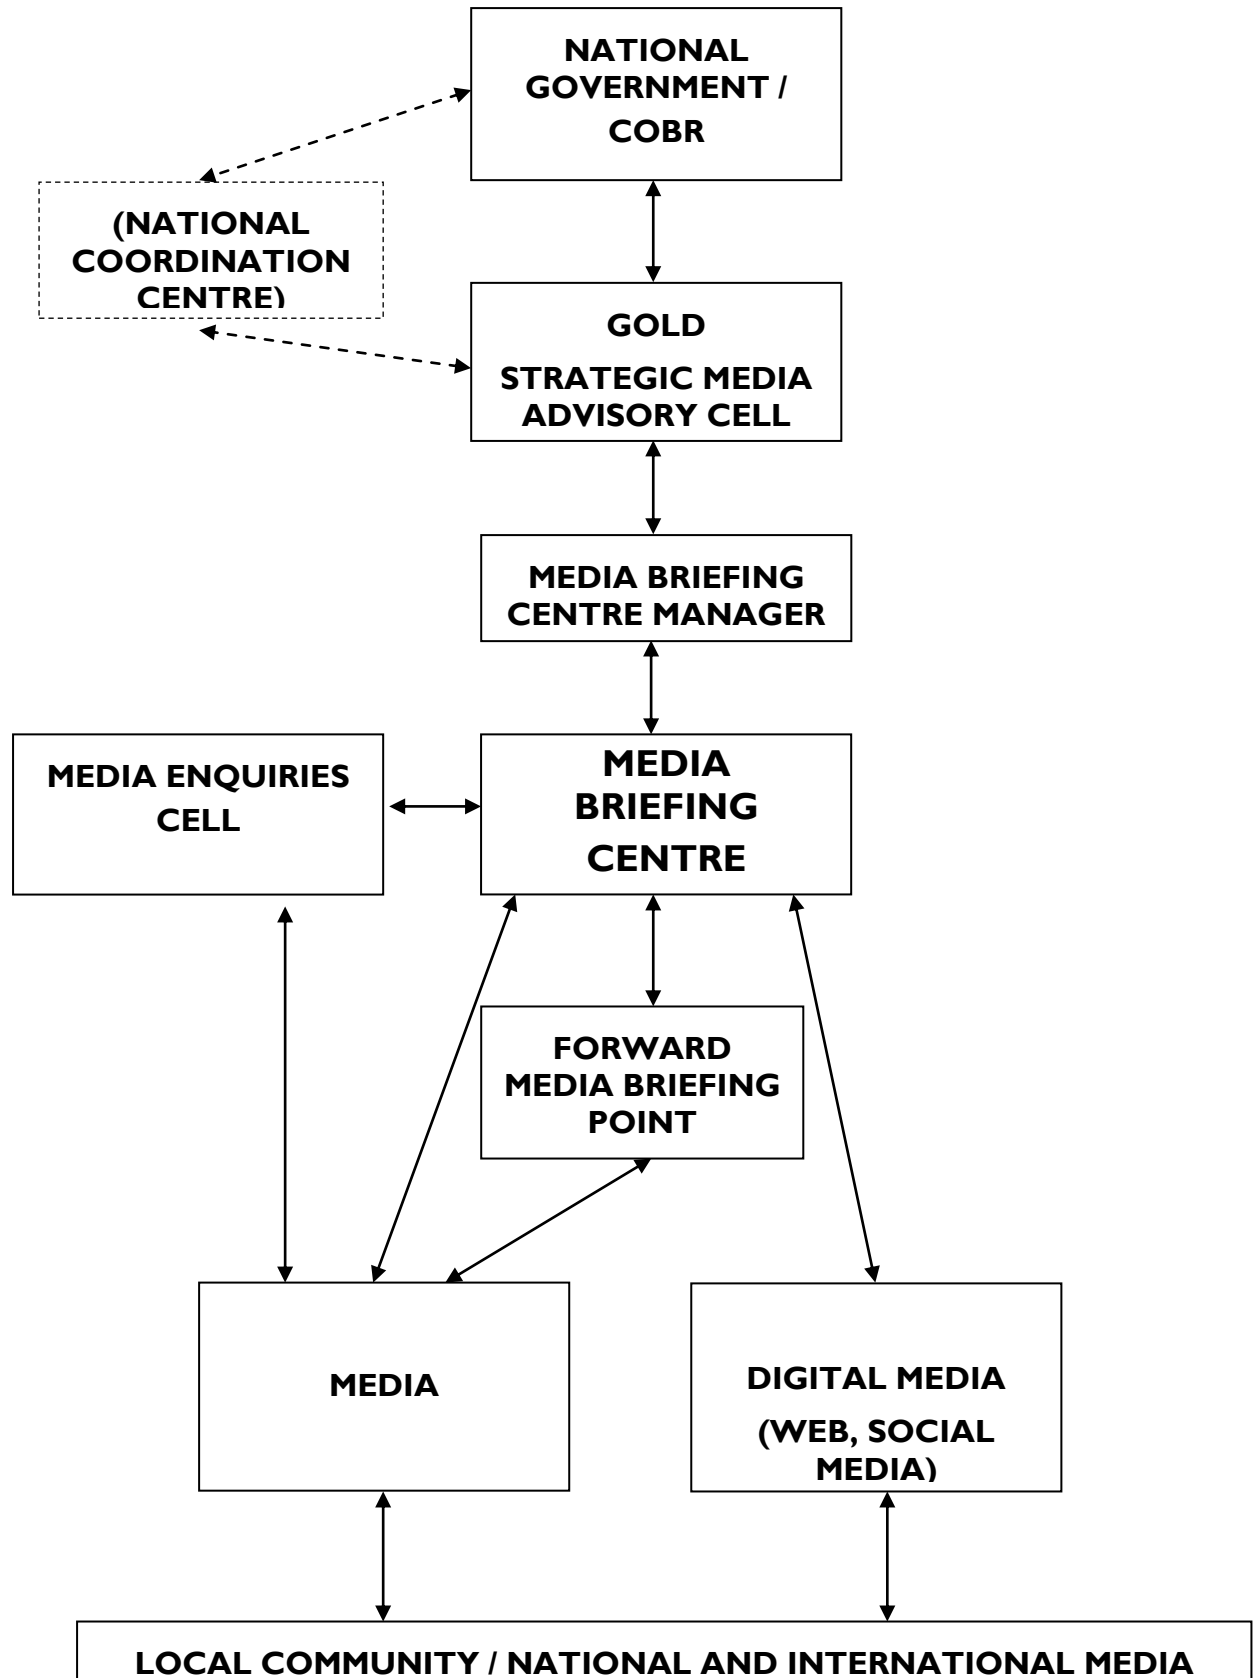 NATIONAL
GOVERNMENT /
COBR
(NATIONAL
COORDINATION
CENTRE)
GOLD
STRATEGIC MEDIA
ADVISORY CELL
MEDIA BRIEFING
CENTRE MANAGER
MEDIA ENQUIRIES
CELL
MEDIA
BRIEFING
CENTRE
FORWARD
MEDIA BRIEFING
POINT
MEDIA
DIGITAL MEDIA
(WEB, SOCIAL
MEDIA)
LOCAL COMMUNITY / NATIONAL AND INTERNATIONAL MEDIA